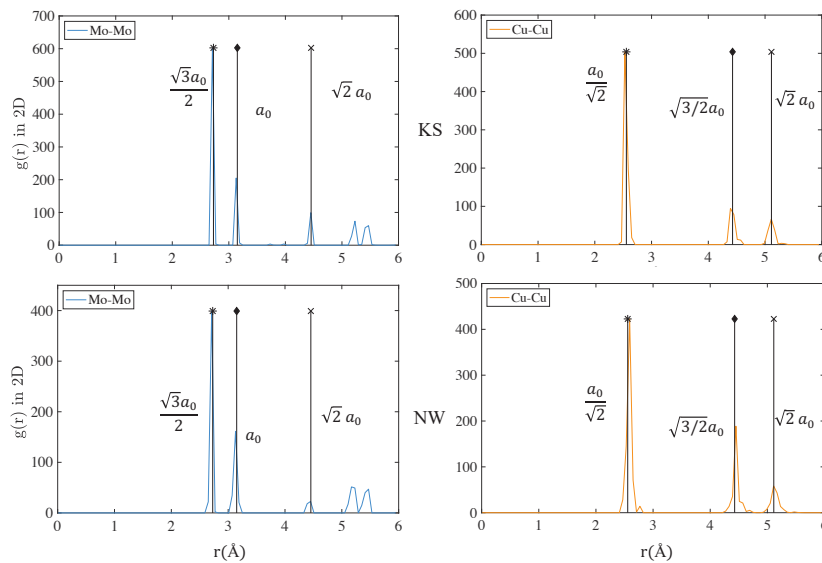 Mo-Mo
g(r) in 2D
700
600
500
400
300
200
100
0
0 1 2 3 4 5 6
√3a₀/2
a₀
√2 a₀
KS
Cu-Cu
600
500
400
300
200
100
0
0 1 2 3 4 5 6
a₀/√2
√3/2a₀
√2 a₀
Mo-Mo
g(r) in 2D
400
300
200
100
0
0 1 2 3 4 5 6
r(Å)
√3a₀/2
a₀
√2 a₀
NW
Cu-Cu
500
400
300
200
100
0
0 1 2 3 4 5 6
r(Å)
a₀/√2
√3/2a₀
√2 a₀